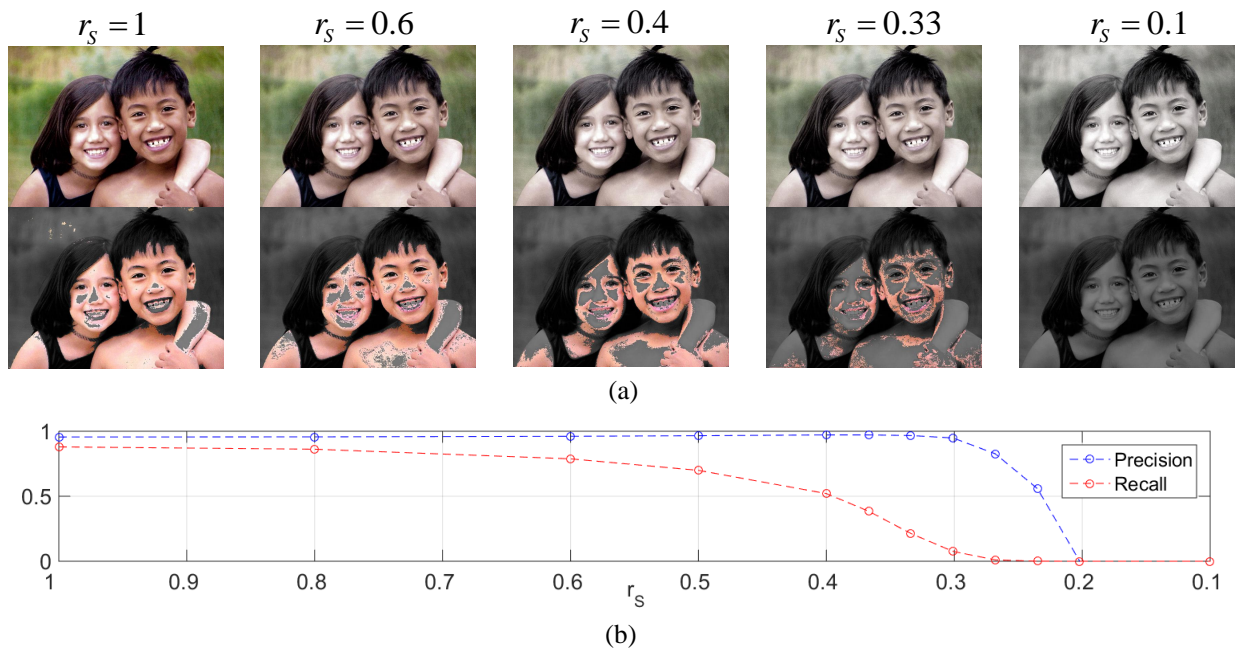 r_S = 1
r_S = 0.6
r_S = 0.4
r_S = 0.33
r_S = 0.1
(a)
1
0.5
0
Precision
Recall
1 0.9 0.8 0.7 0.6 0.5 0.4 0.3 0.2 0.1
r_S
(b)